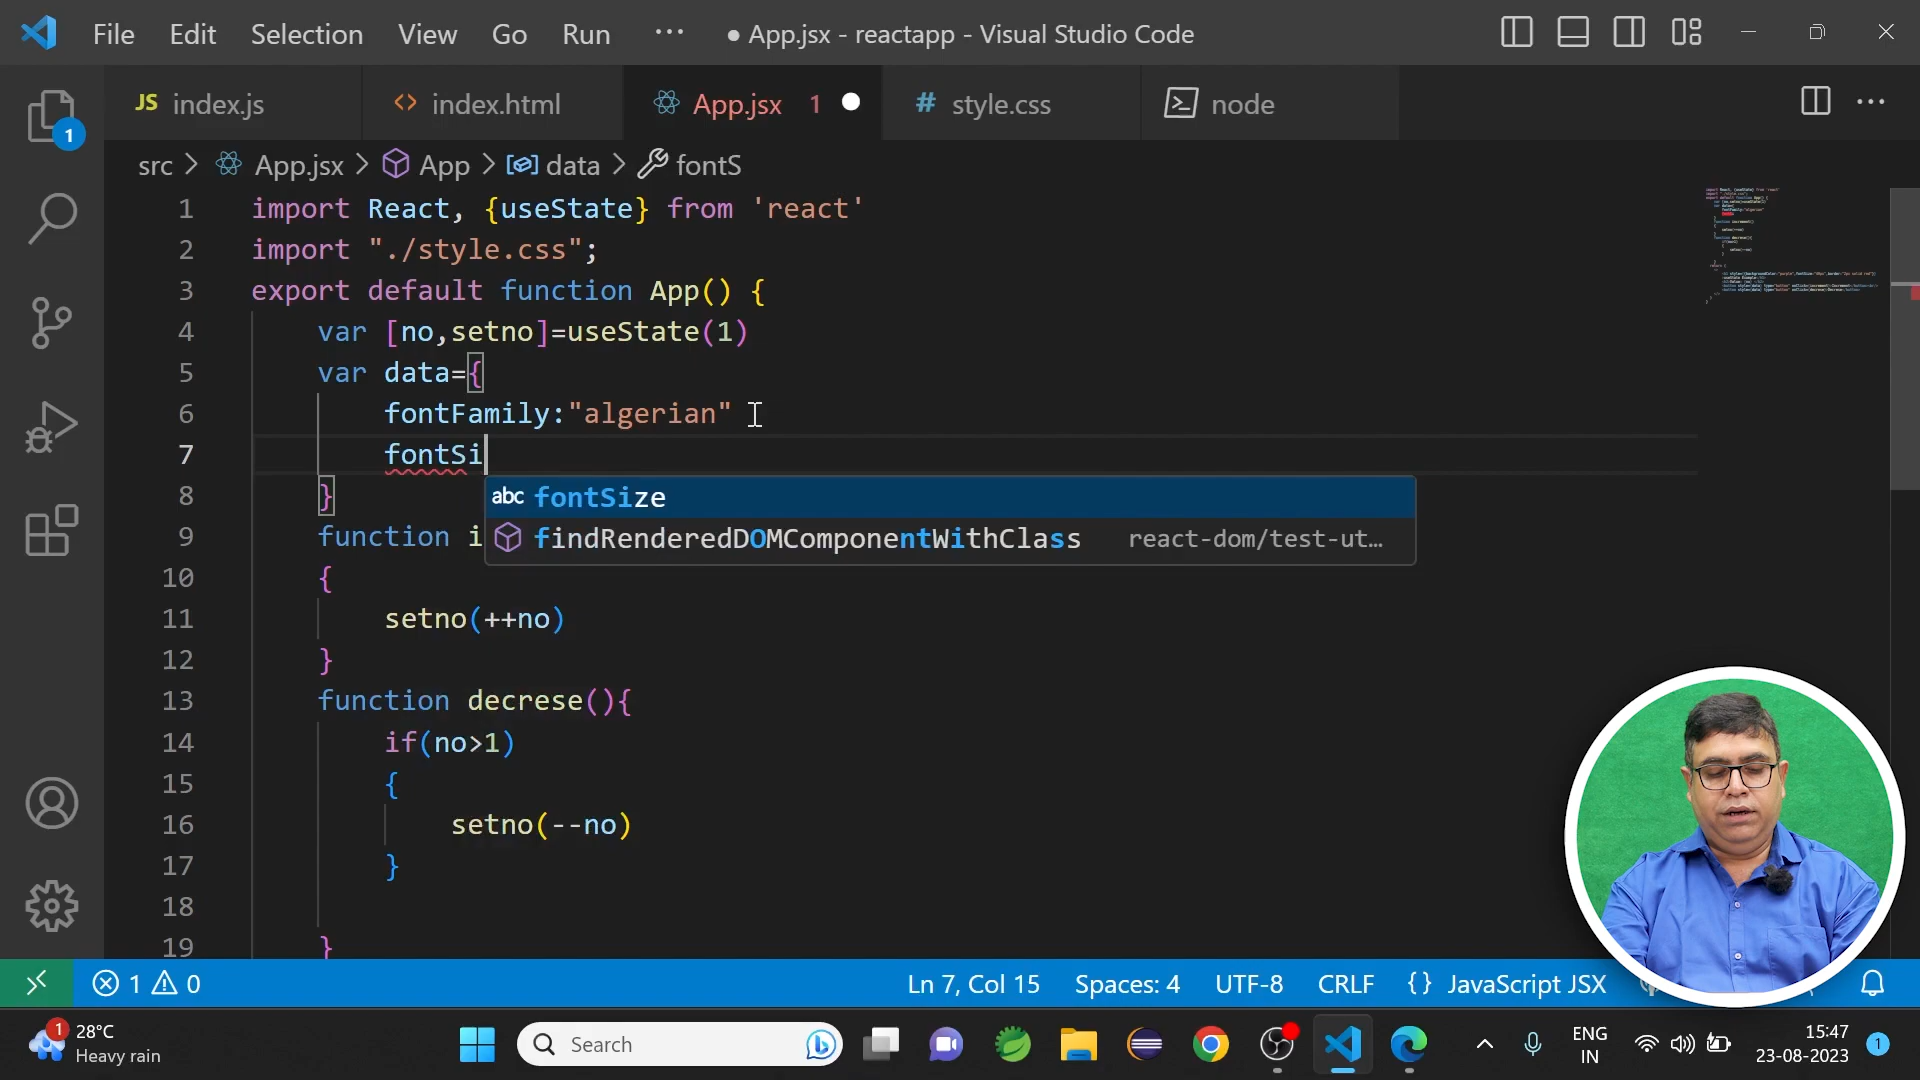 File Edit Selection View Go Run ··· ● App.jsx - reactapp - Visual Studio Code
JS index.js <> index.html App.jsx 1 # style.css node
src > App.jsx > App > data > fontS
1 import React, {useState} from 'react'
2 import "./style.css";
3 export default function App() {
4 var [no,setno]=useState(1)
5 var data={
6 fontFamily:"algerian"
7 fontSi
abc fontSize
8 }
9 function i
findRenderedDOMComponentWithClass react-dom/test-ut…
10 {
11 setno(++no)
12 }
13 function decrese(){
14 if(no>1)
15 {
16 setno(--no)
17 }
18
19 }
1
1 0 Ln 7, Col 15 Spaces: 4 UTF-8 CRLF {} JavaScript JSX
1 28°C
Heavy rain
Search
ENG
IN
15:47
23-08-2023
1